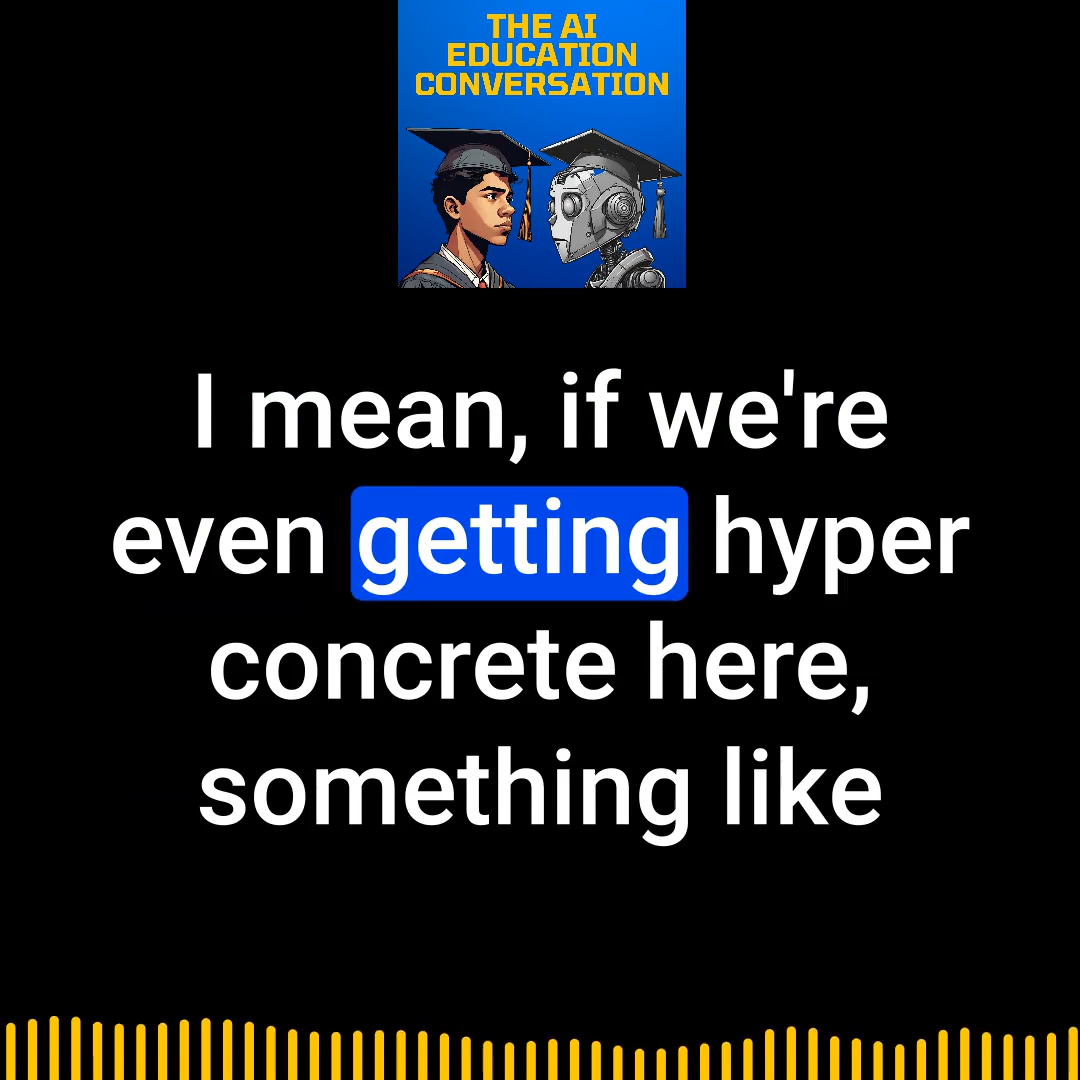 THE AI
EDUCATION
CONVERSATION
I mean, if we're
even getting hyper
concrete here,
something like